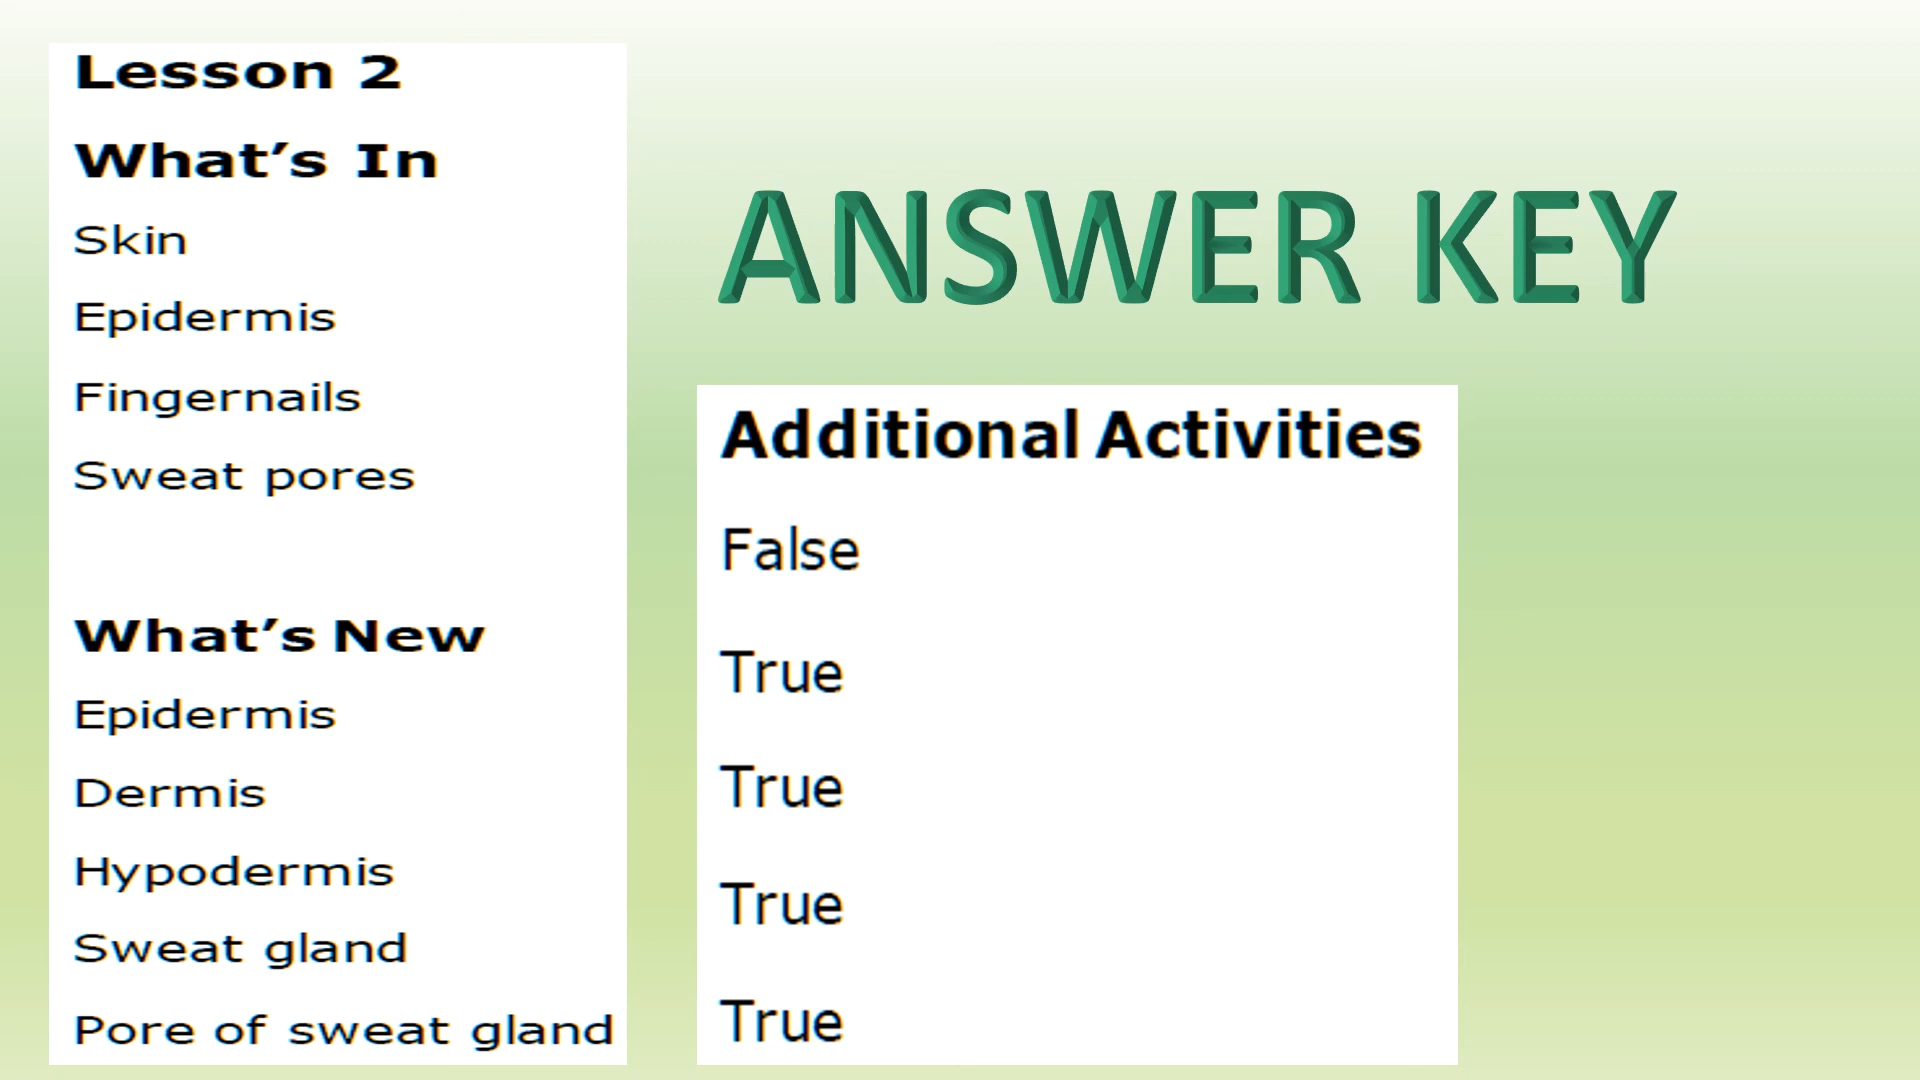 Lesson 2
What's In
Skin
Epidermis
Fingernails
Sweat pores
What's New
Epidermis
Dermis
Hypodermis
Sweat gland
Pore of sweat gland
ANSWER KEY
Additional Activities
False
True
True
True
True